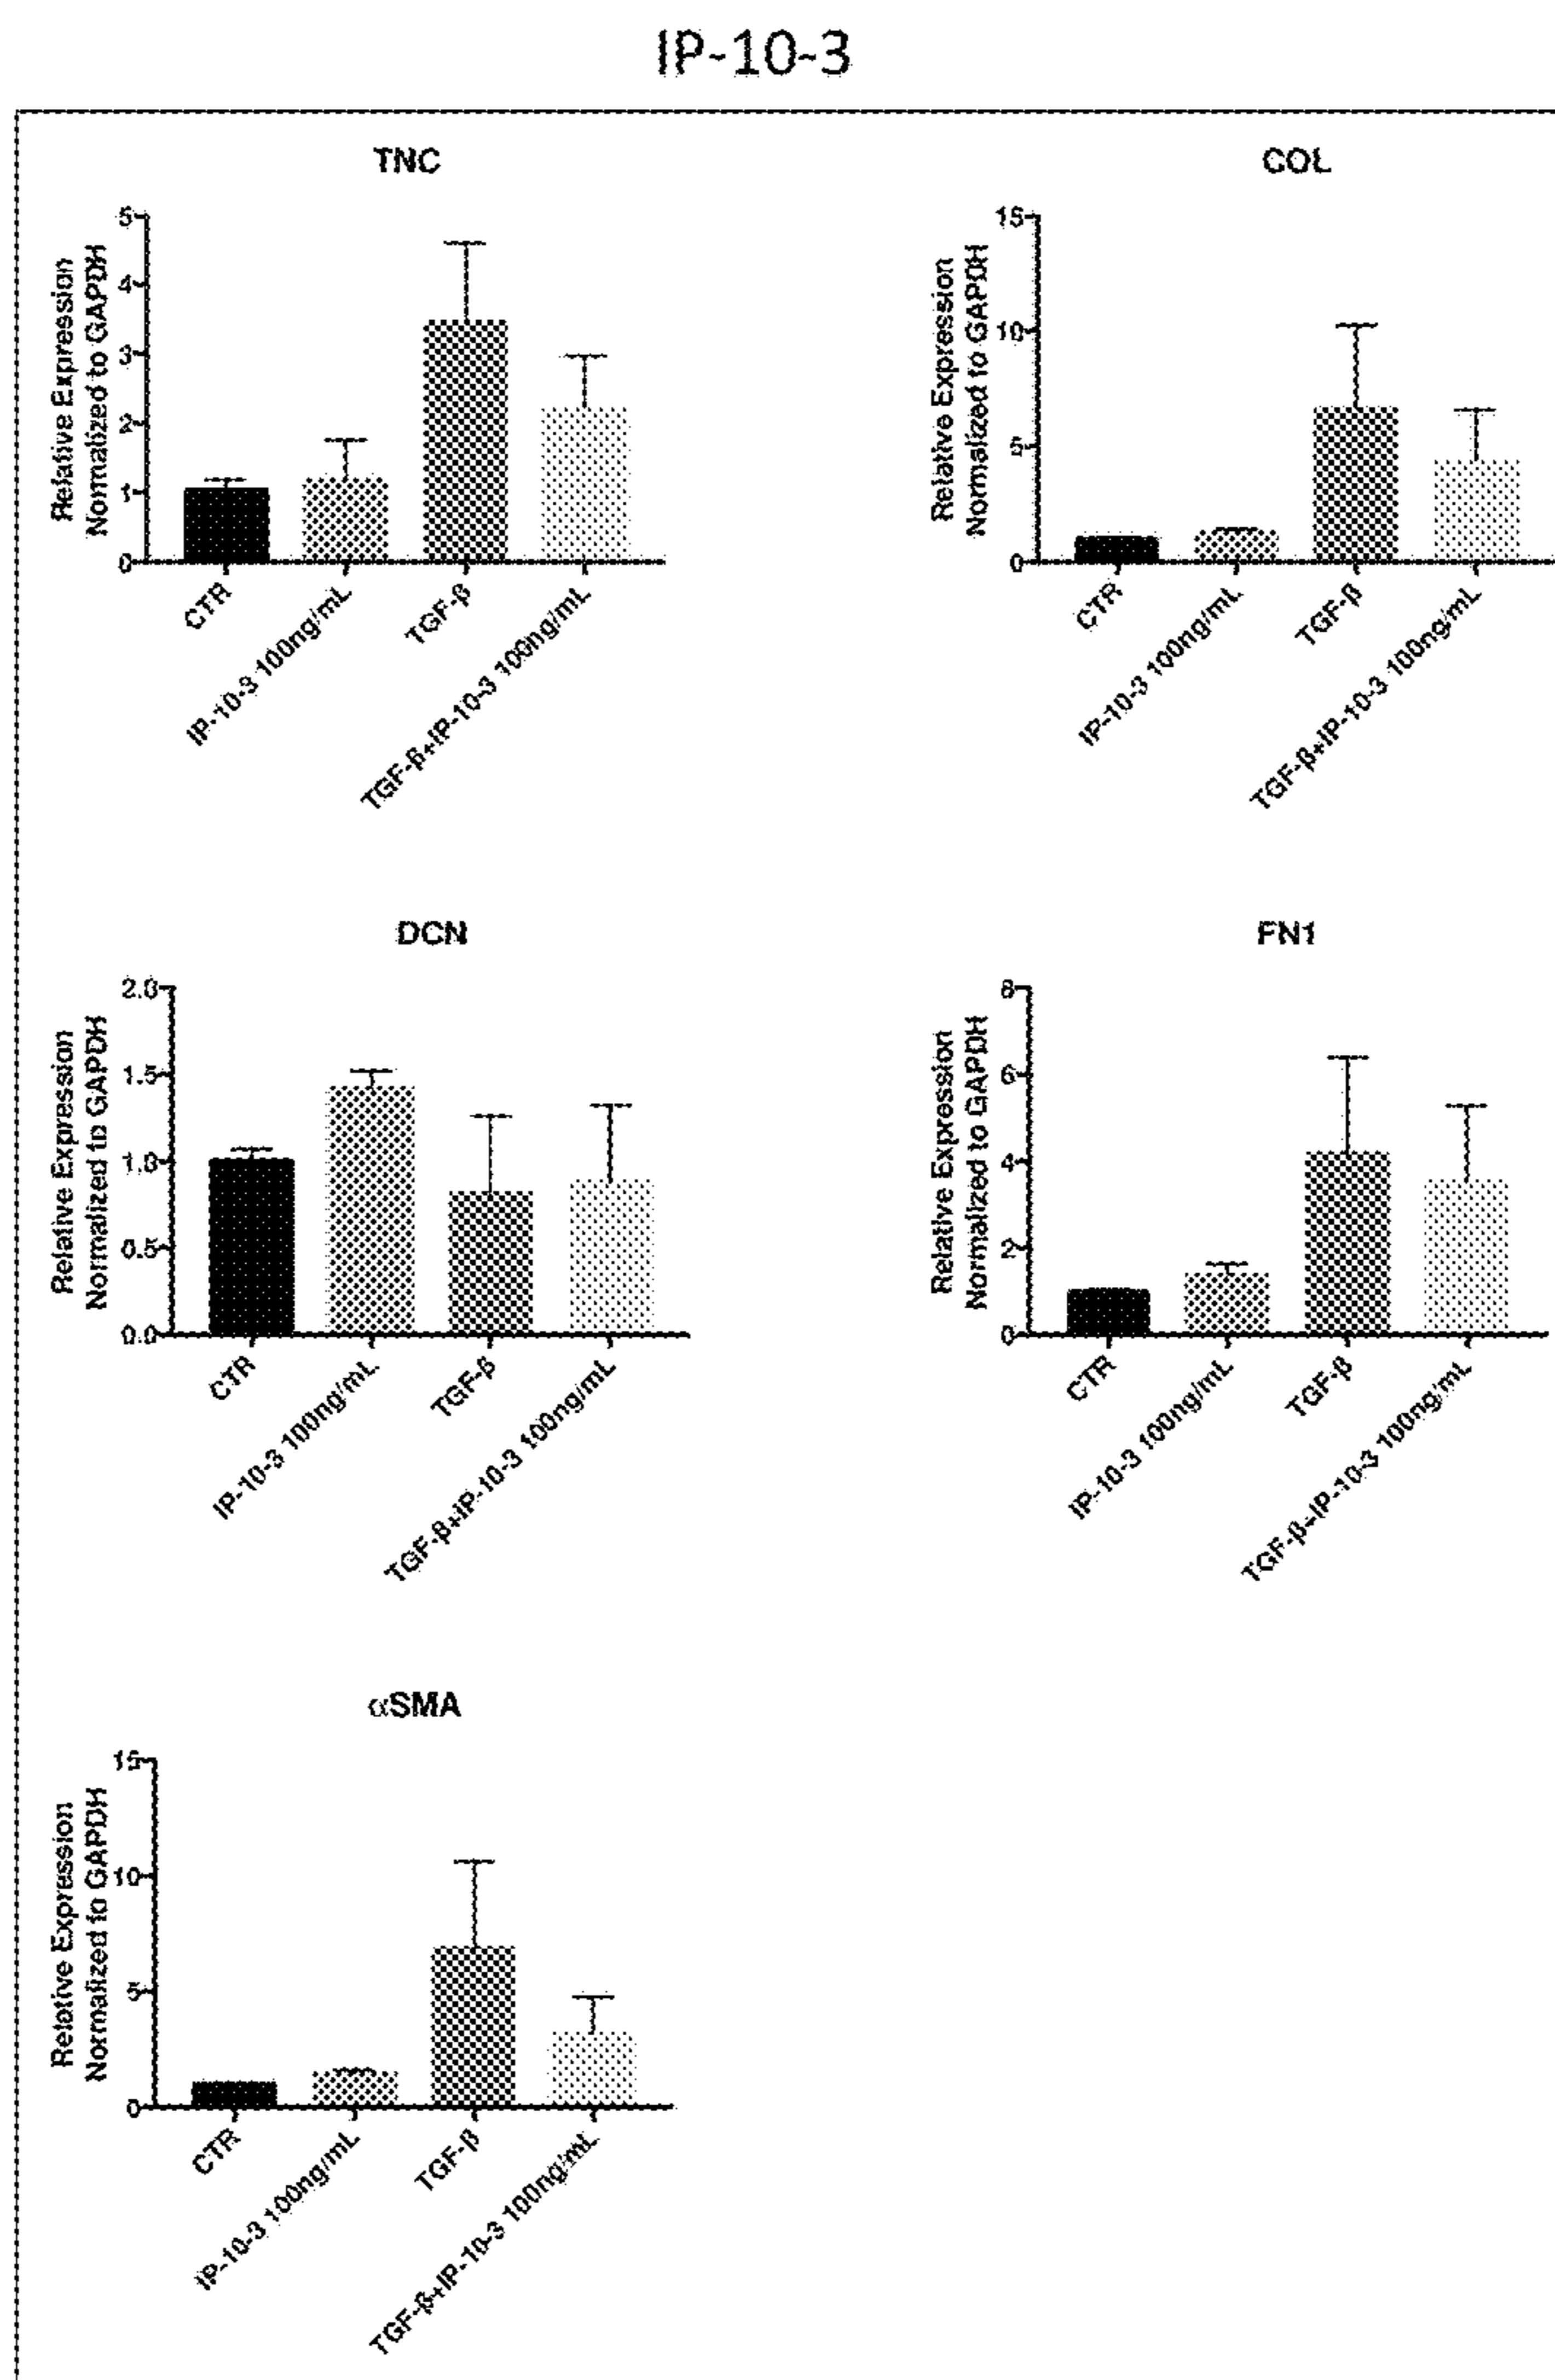 IP-10-3
TNC
Relative Expression
Normalized to GAPDH
5
4
3
2
1
0
CTR
IP-10-3 100ng/mL
TGF-β
TGF-β+IP-10-3 100ng/mL
COL
Relative Expression
Normalized to GAPDH
15
10
5
0
CTR
IP-10-3 100ng/mL
TGF-β
TGF-β+IP-10-3 100ng/mL
DCN
Relative Expression
Normalized to GAPDH
2.0
1.5
1.0
0.5
0.0
CTR
IP-10-3 100ng/mL
TGF-β
TGF-β+IP-10-3 100ng/mL
FN1
Relative Expression
Normalized to GAPDH
8
6
4
2
0
CTR
IP-10-3 100ng/mL
TGF-β
TGF-β+IP-10-3 100ng/mL
αSMA
Relative Expression
Normalized to GAPDH
15
10
5
0
CTR
IP-10-3 100ng/mL
TGF-β
TGF-β+IP-10-3 100ng/mL